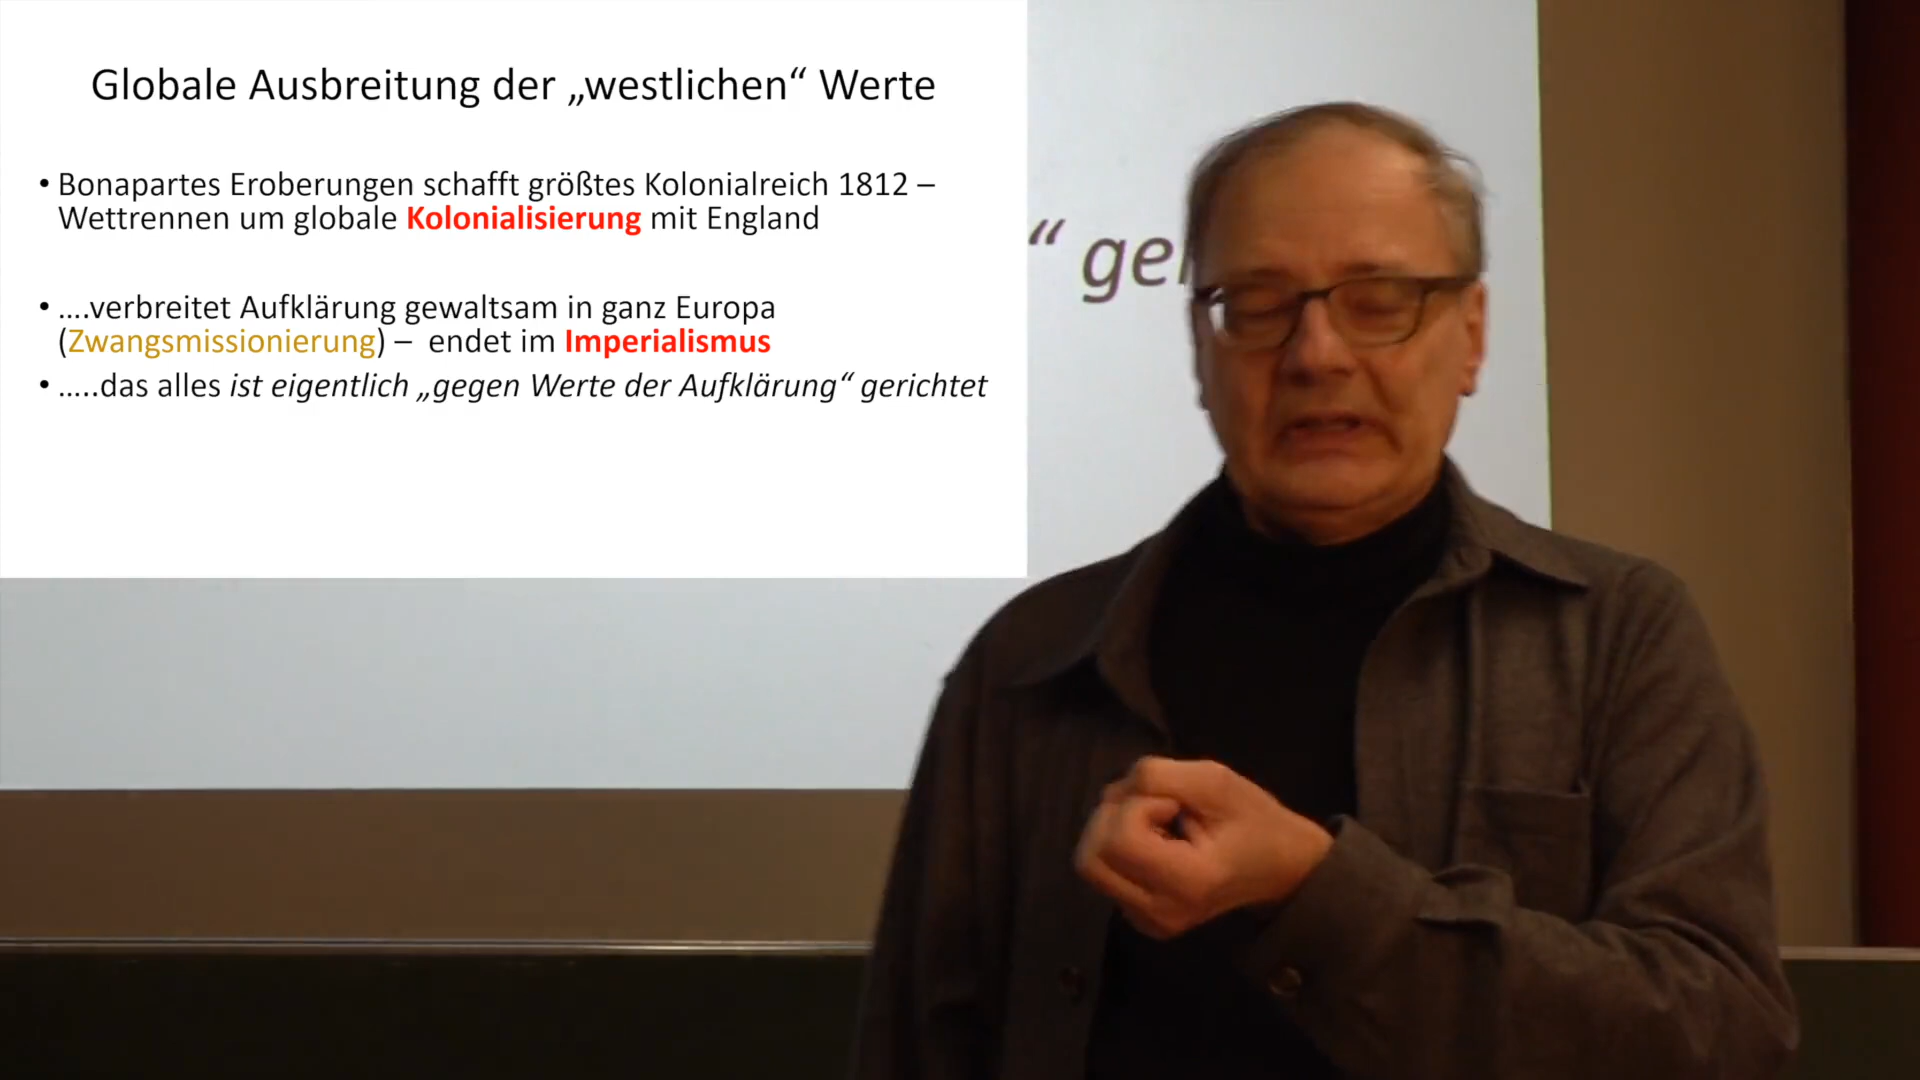 Globale Ausbreitung der „westlichen“ Werte
• Bonapartes Eroberungen schafft größtes Kolonialreich 1812 –
Wettrennen um globale Kolonialisierung mit England
• ….verbreitet Aufklärung gewaltsam in ganz Europa
(Zwangsmissionierung) – endet im Imperialismus
• …..das alles ist eigentlich „gegen Werte der Aufklärung“ gerichtet
“